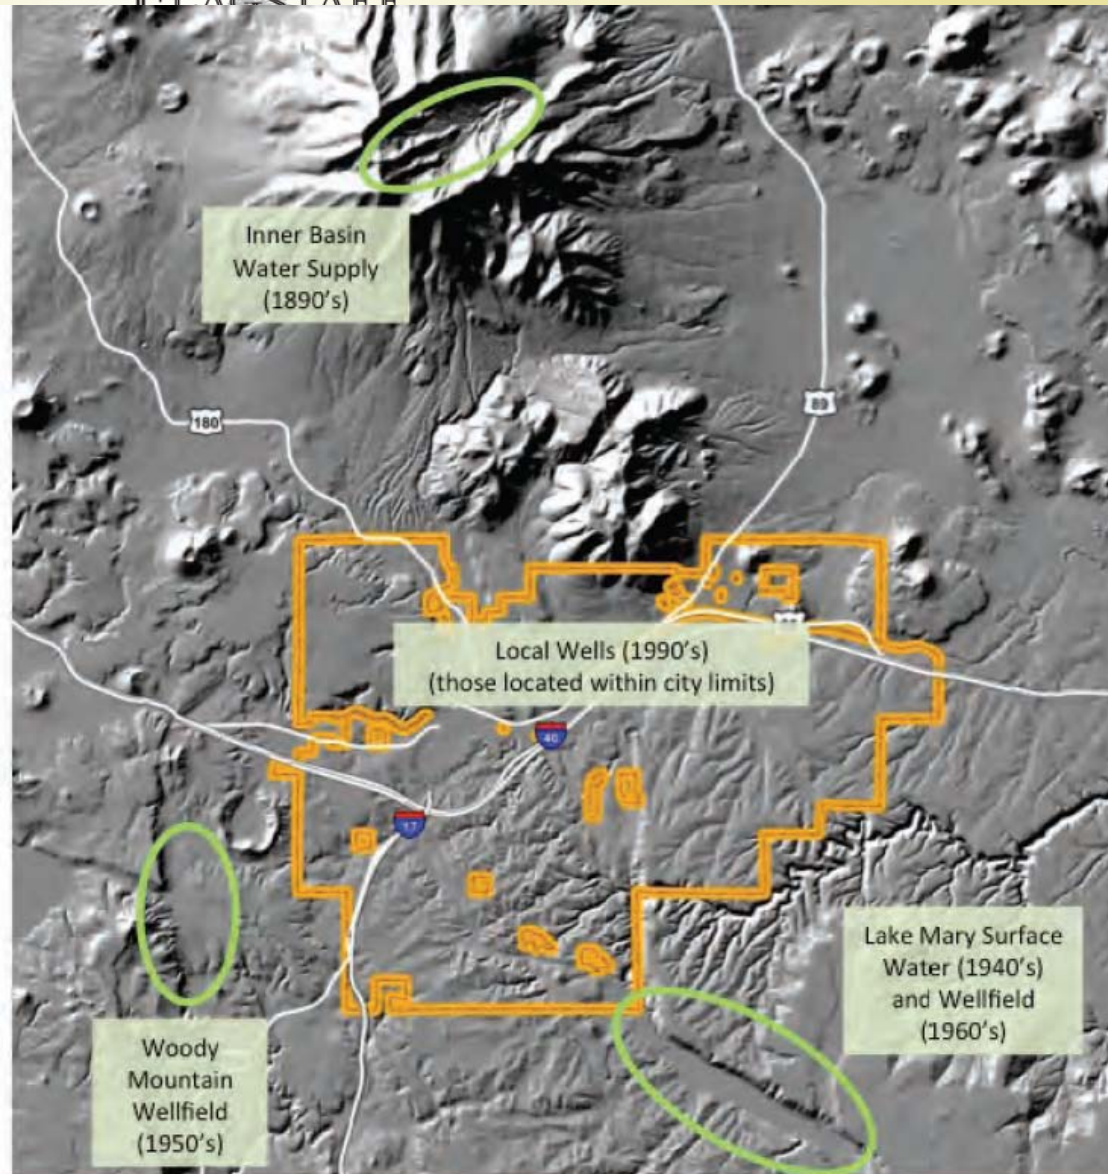 Inner Basin
Water Supply
(1890's)
180
89
Local Wells (1990's)
(those located within city limits)
40
17
Lake Mary Surface
Water (1940's)
and Wellfield
(1960's)
Woody
Mountain
Wellfield
(1950's)